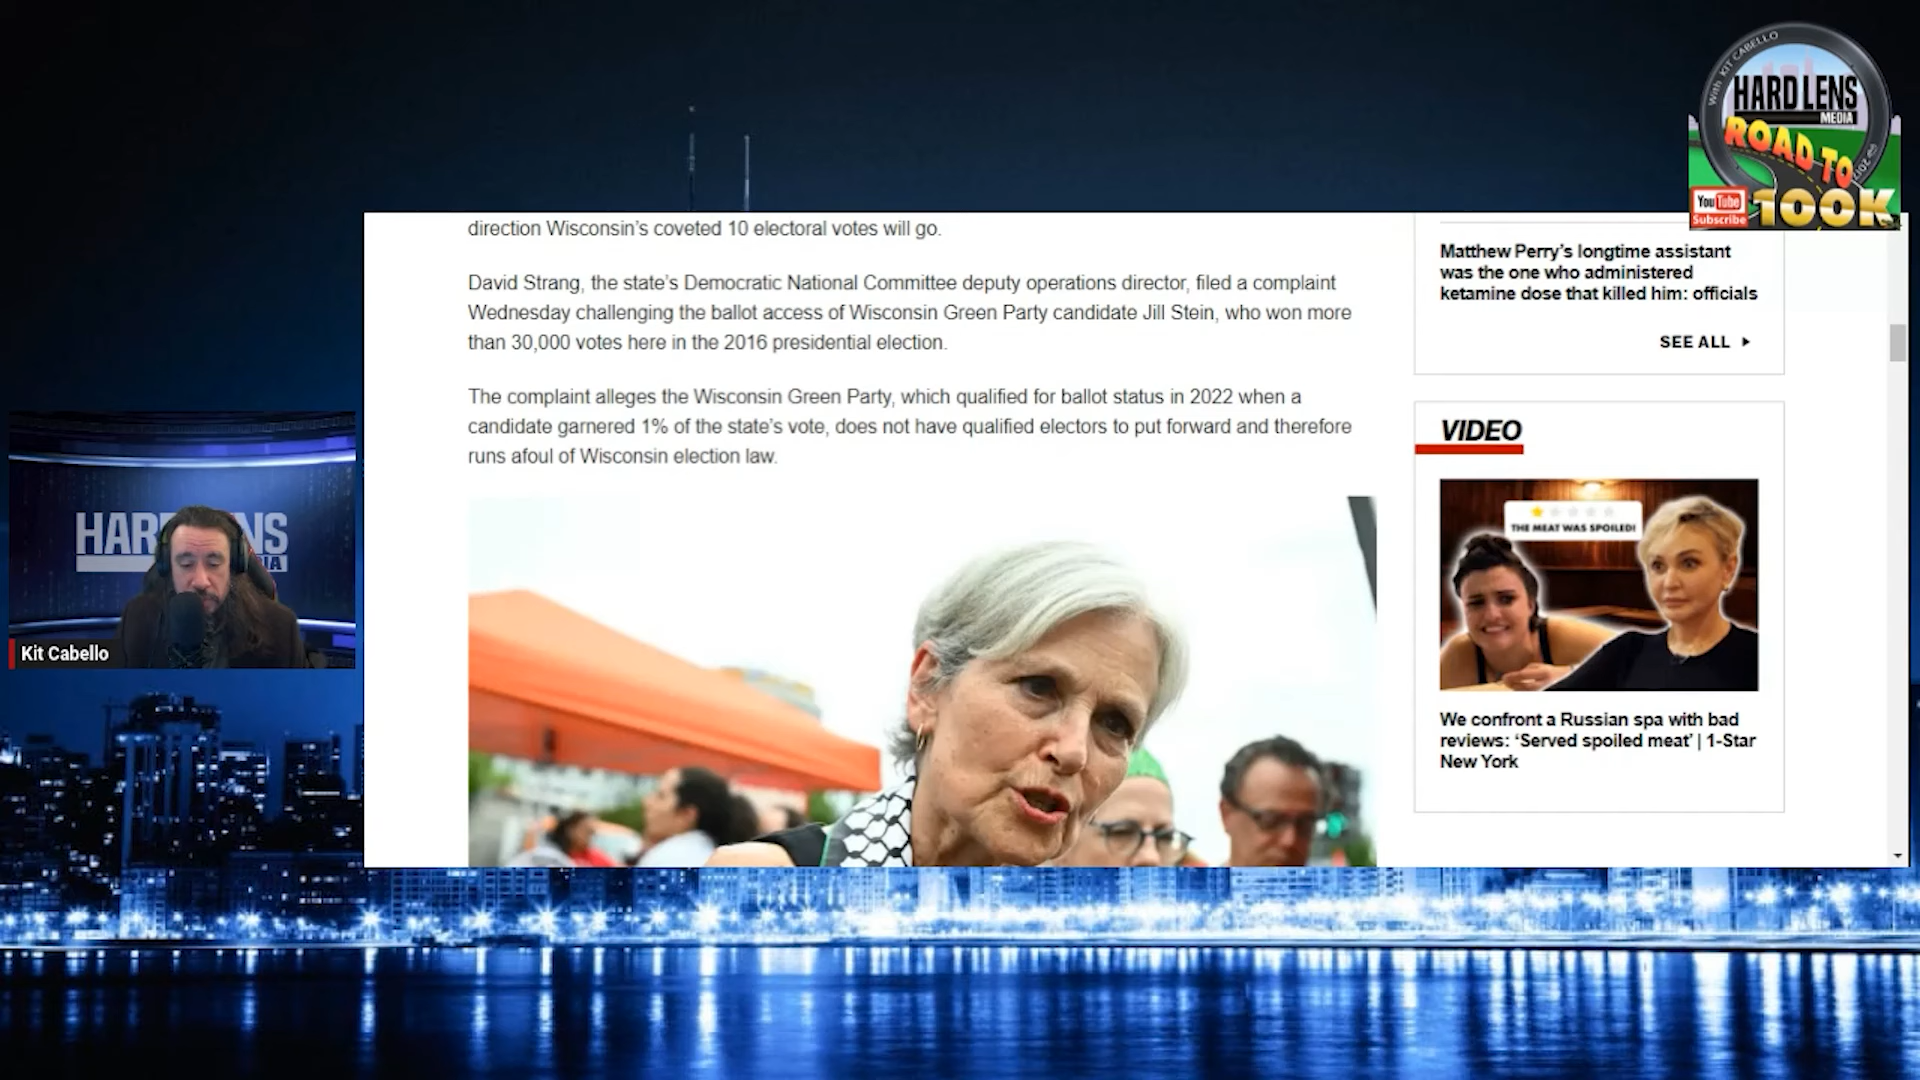 With KIT CABELLO
HARD LENS
MEDIA
ROAD TO
100K
YouTube
Subscribe
direction Wisconsin’s coveted 10 electoral votes will go.
David Strang, the state’s Democratic National Committee deputy operations director, filed a complaint
Wednesday challenging the ballot access of Wisconsin Green Party candidate Jill Stein, who won more
than 30,000 votes here in the 2016 presidential election.
The complaint alleges the Wisconsin Green Party, which qualified for ballot status in 2022 when a
candidate garnered 1% of the state’s vote, does not have qualified electors to put forward and therefore
runs afoul of Wisconsin election law.
Matthew Perry’s longtime assistant
was the one who administered
ketamine dose that killed him: officials
SEE ALL
VIDEO
THE MEAT WAS SPOILED!
We confront a Russian spa with bad
reviews: ‘Served spoiled meat’ | 1-Star
New York
HAR NS
IA
Kit Cabello